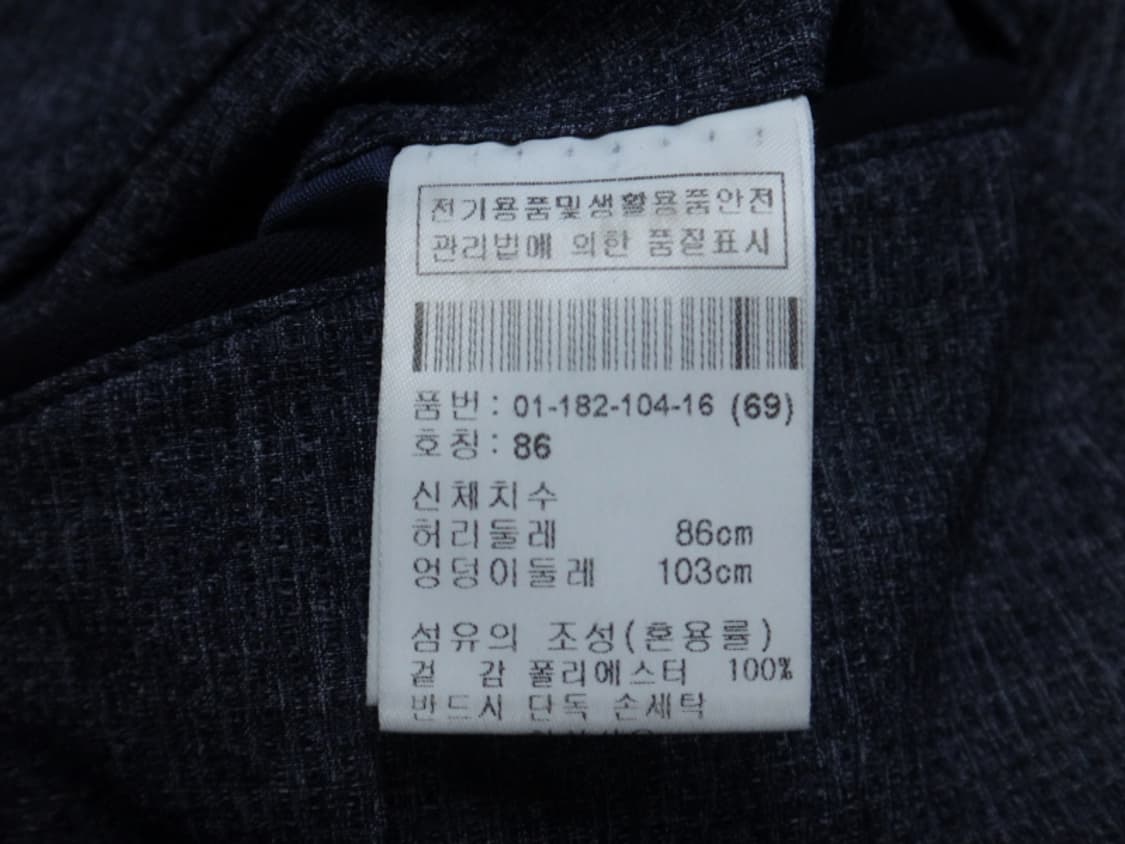 전기용품및생활용품안전
관리법에 의한 품질표시
품번: 01-182-104-16 (69)
호칭: 86
신체치수
허리둘레 86cm
엉덩이둘레 103cm
섬유의 조성(혼용률)
겉 감 폴리에스터 100%
반드시 단독 손세탁